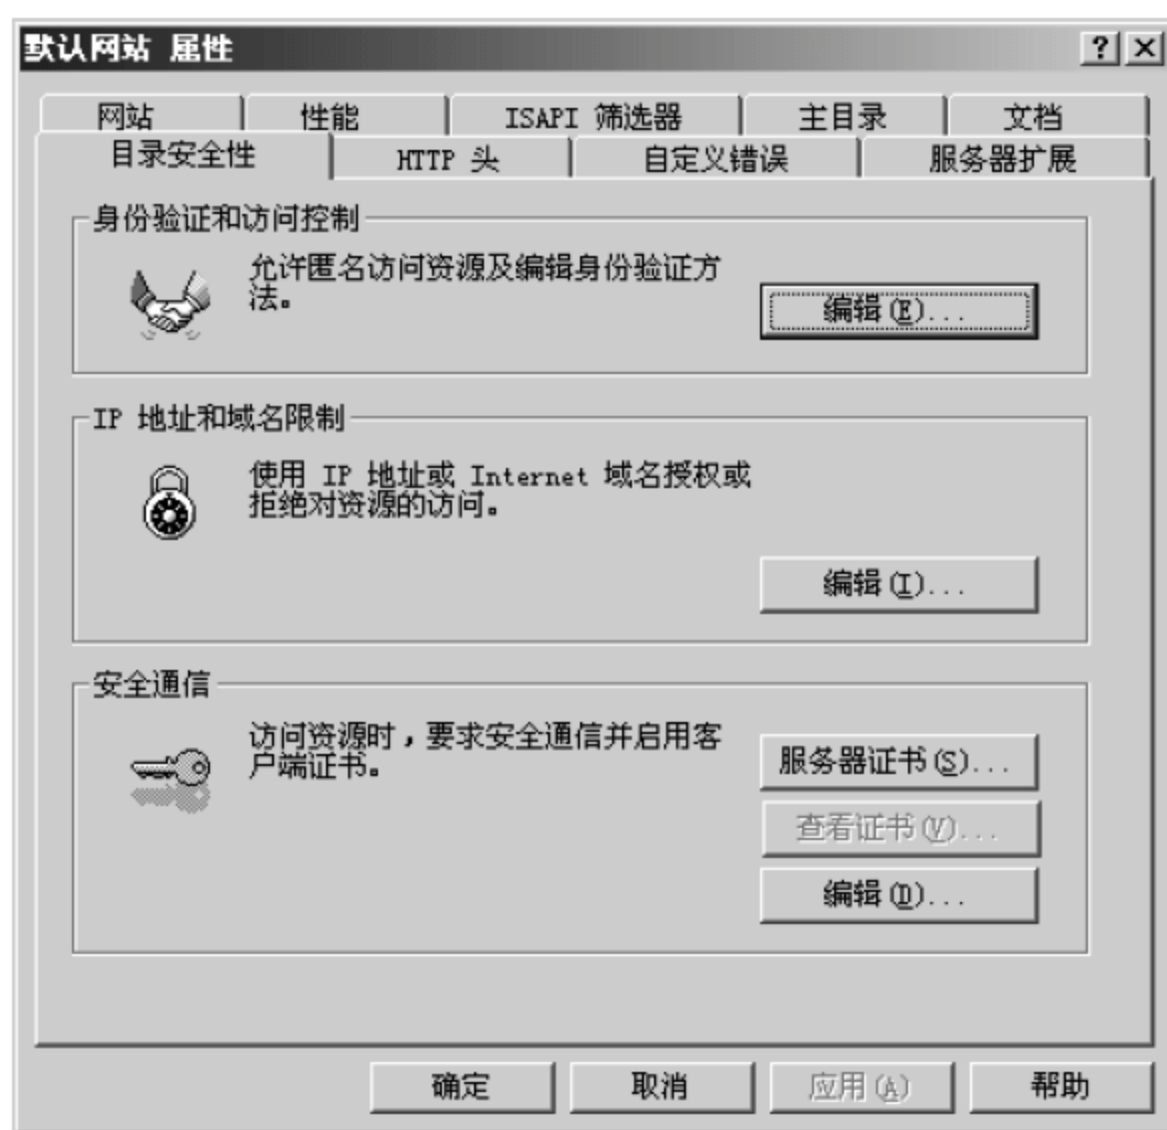 默认网站 属性
网站 性能 ISAPI 筛选器 主目录 文档
目录安全性 HTTP 头 自定义错误 服务器扩展
身份验证和访问控制
允许匿名访问资源及编辑身份验证方
法。
编辑(E)...
IP 地址和域名限制
使用 IP 地址或 Internet 域名授权或
拒绝对资源的访问。
编辑(I)...
安全通信
访问资源时，要求安全通信并启用客
户端证书。
服务器证书(S)...
查看证书(V)...
编辑(D)...
确定 取消 应用(A) 帮助